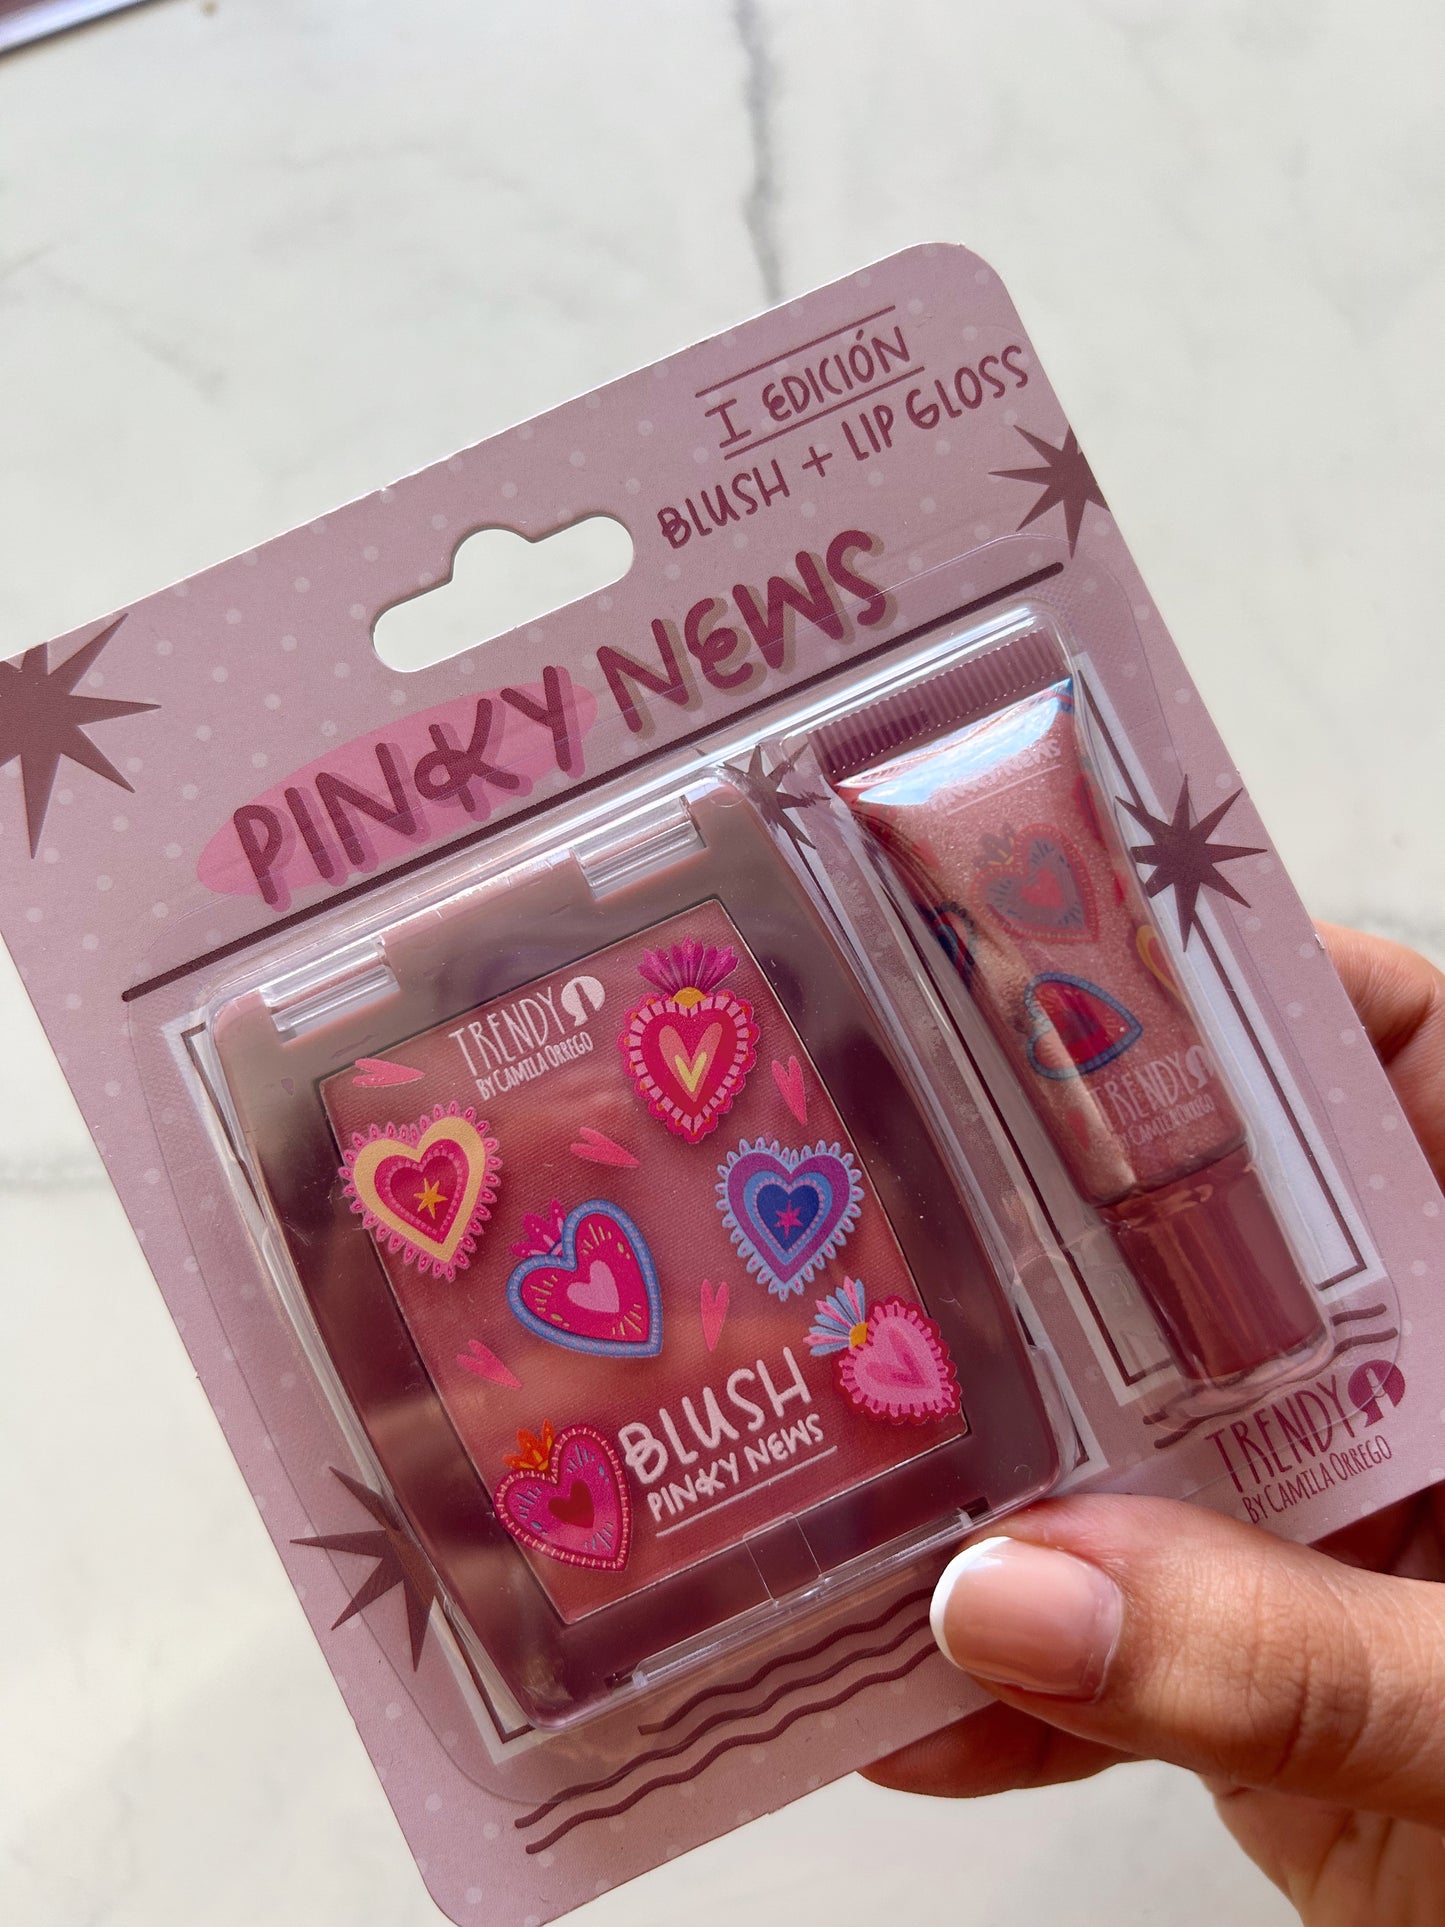 I EDICIÓN
BLUSH + LIP GLOSS
PINKY NEWS
TRENDY
BY CAMILA ORREGO
BLUSH
PINKY NEWS
TRENDY
BY CAMILA ORREGO
TRENDY
BY CAMILA ORREGO